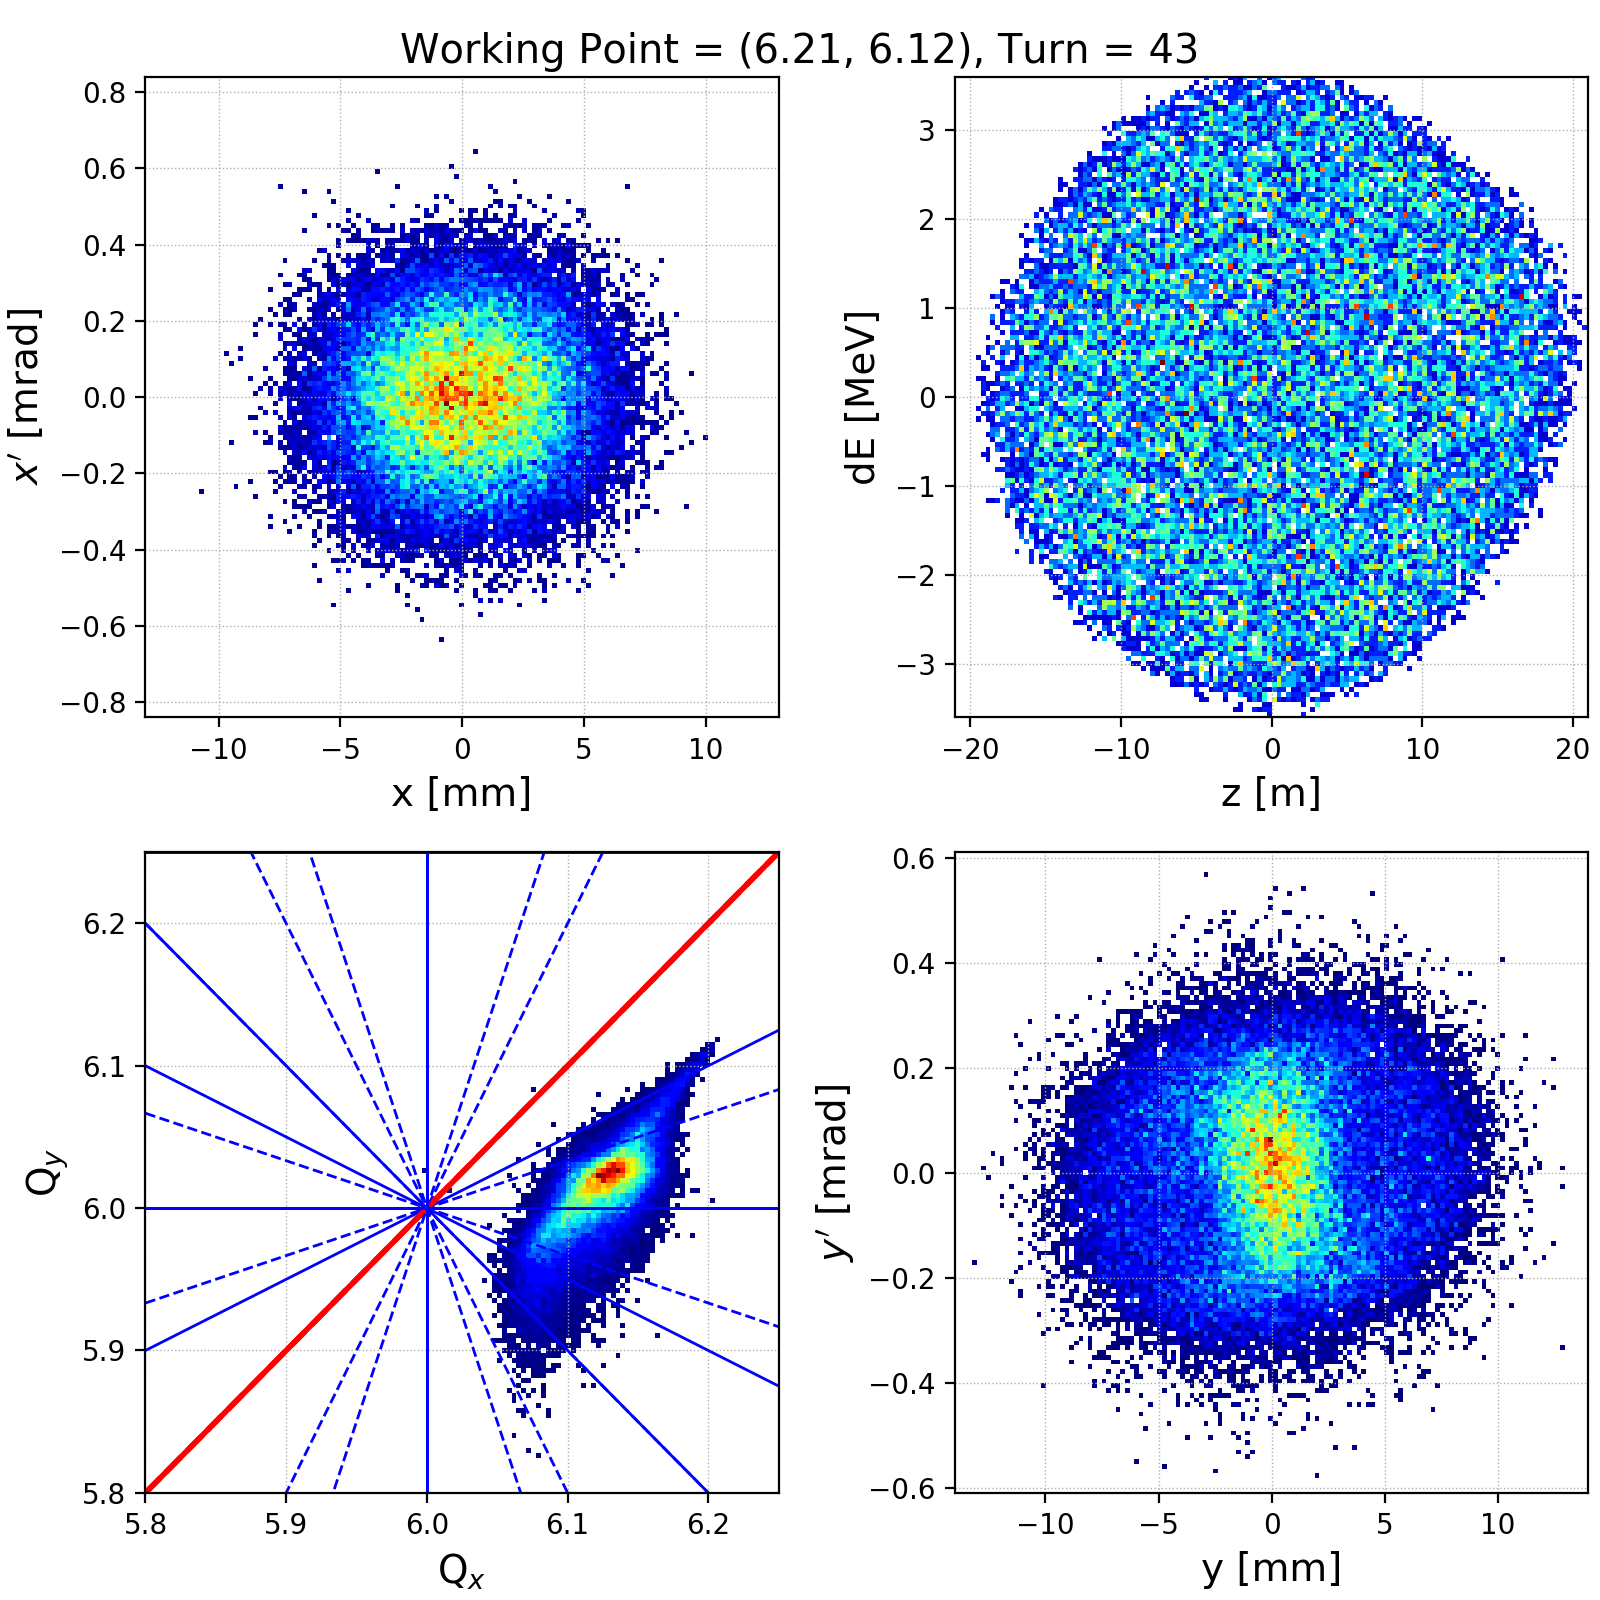 Working Point = (6.21, 6.12), Turn = 43
0.8
0.6
0.4
0.2
0.0
−0.2
−0.4
−0.6
−0.8
x′ [mrad]
−10 −5 0 5 10
x [mm]
3
2
1
0
−1
−2
−3
dE [MeV]
−20 −10 0 10 20
z [m]
6.2
6.1
6.0
5.9
5.8
Qy
5.8 5.9 6.0 6.1 6.2
Qx
0.6
0.4
0.2
0.0
−0.2
−0.4
−0.6
y′ [mrad]
−10 −5 0 5 10
y [mm]